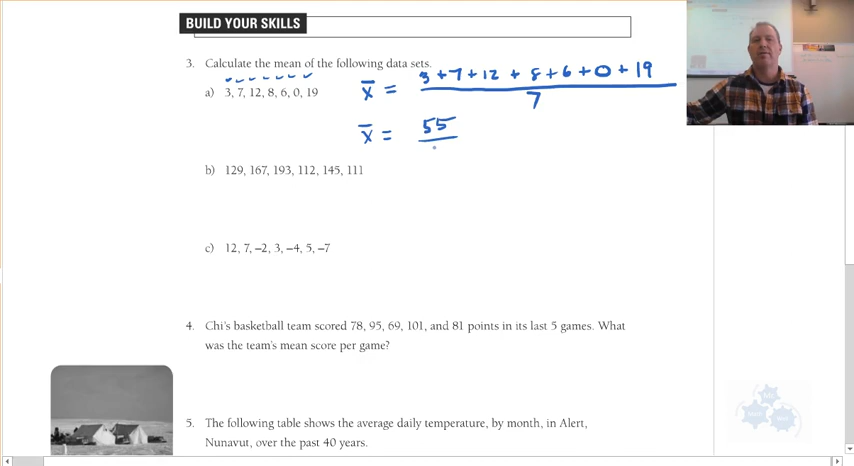 BUILD YOUR SKILLS
3. Calculate the mean of the following data sets.
a) 3, 7, 12, 8, 6, 0, 19
x̄ = 3 + 7 + 12 + 8 + 6 + 0 + 19
7
x̄ = 55
b) 129, 167, 193, 112, 145, 111
c) 12, 7, –2, 3, –4, 5, –7
4. Chi's basketball team scored 78, 95, 69, 101, and 81 points in its last 5 games. What
was the team's mean score per game?
5. The following table shows the average daily temperature, by month, in Alert,
Nunavut, over the past 40 years.